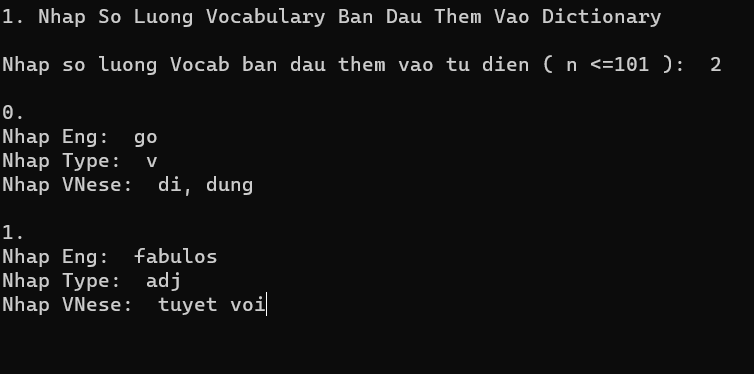 1. Nhap So Luong Vocabulary Ban Dau Them Vao Dictionary
Nhap so luong Vocab ban dau them vao tu dien ( n <=101 ):  2
0.
Nhap Eng:  go
Nhap Type:  v
Nhap VNese:  di, dung
1.
Nhap Eng:  fabulos
Nhap Type:  adj
Nhap VNese:  tuyet voi